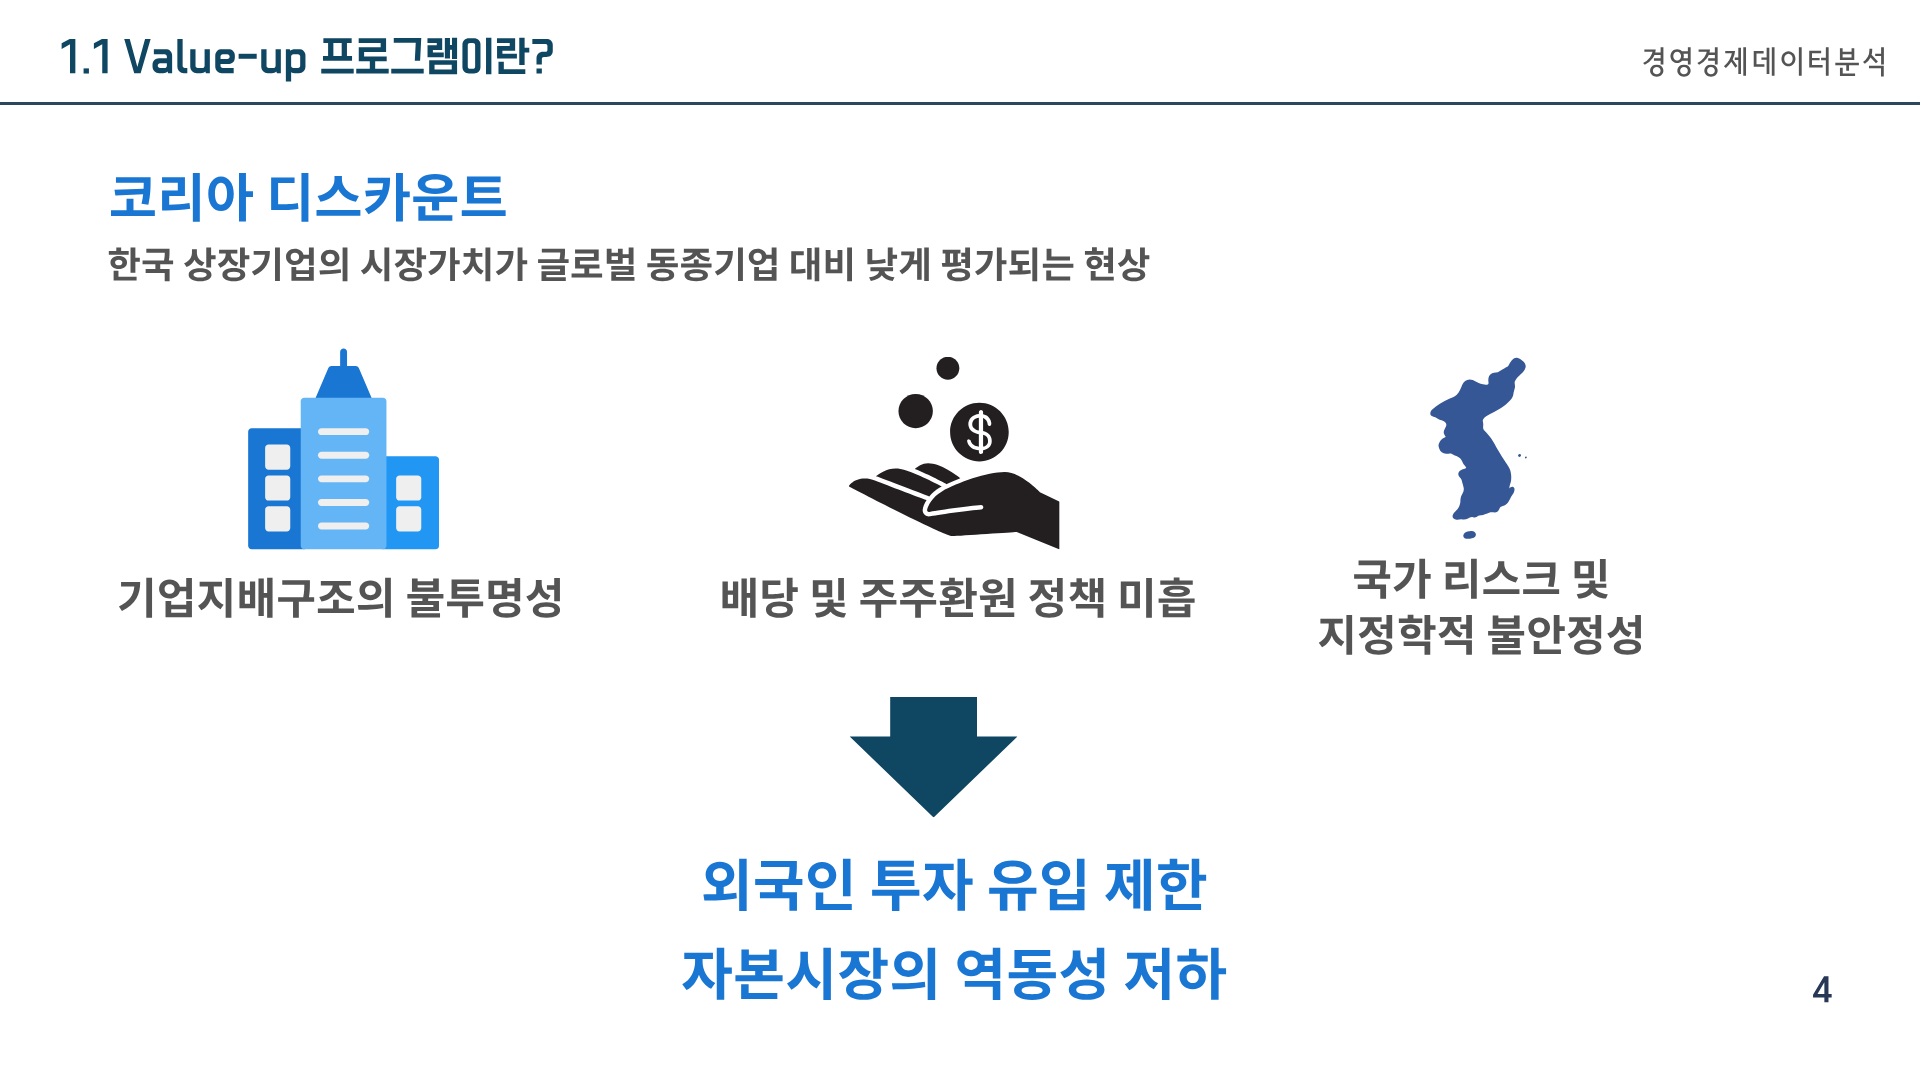 1.1 Value-up 프로그램이란?
경영경제데이터분석
코리아 디스카운트
한국 상장기업의 시장가치가 글로벌 동종기업 대비 낮게 평가되는 현상
$
기업지배구조의 불투명성
배당 및 주주환원 정책 미흡
국가 리스크 및
지정학적 불안정성
외국인 투자 유입 제한
자본시장의 역동성 저하
4